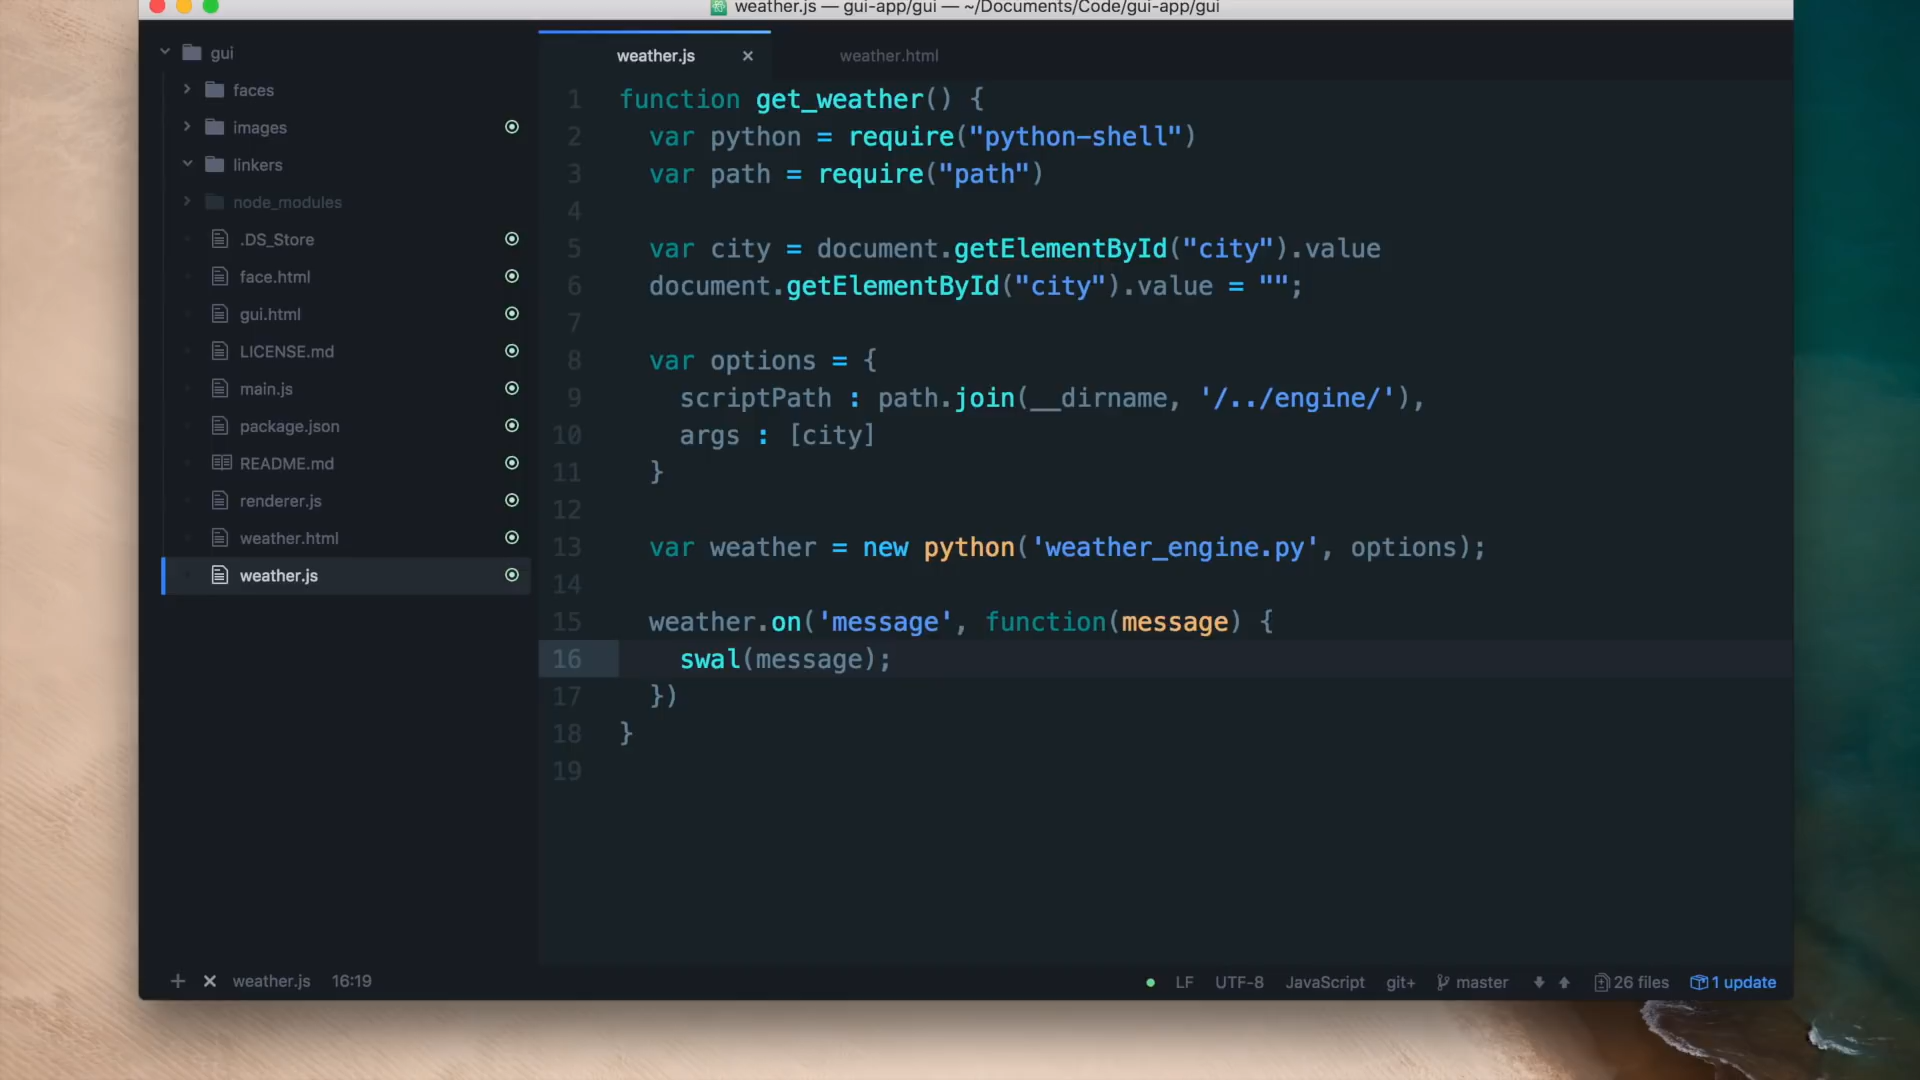 weather.js — gui-app/gui — ~/Documents/Code/gui-app/gui
gui
faces
images
linkers
node_modules
.DS_Store
face.html
gui.html
LICENSE.md
main.js
package.json
README.md
renderer.js
weather.html
weather.js
weather.js
weather.html
1 function get_weather() {
2 var python = require("python-shell")
3 var path = require("path")
4
5 var city = document.getElementById("city").value
6 document.getElementById("city").value = "";
7
8 var options = {
9 scriptPath : path.join(__dirname, '/../engine/'),
10 args : [city]
11 }
12
13 var weather = new python('weather_engine.py', options);
14
15 weather.on('message', function(message) {
16 swal(message);
17 })
18 }
19
weather.js 16:19 LF UTF-8 JavaScript git+ master 26 files 1 update